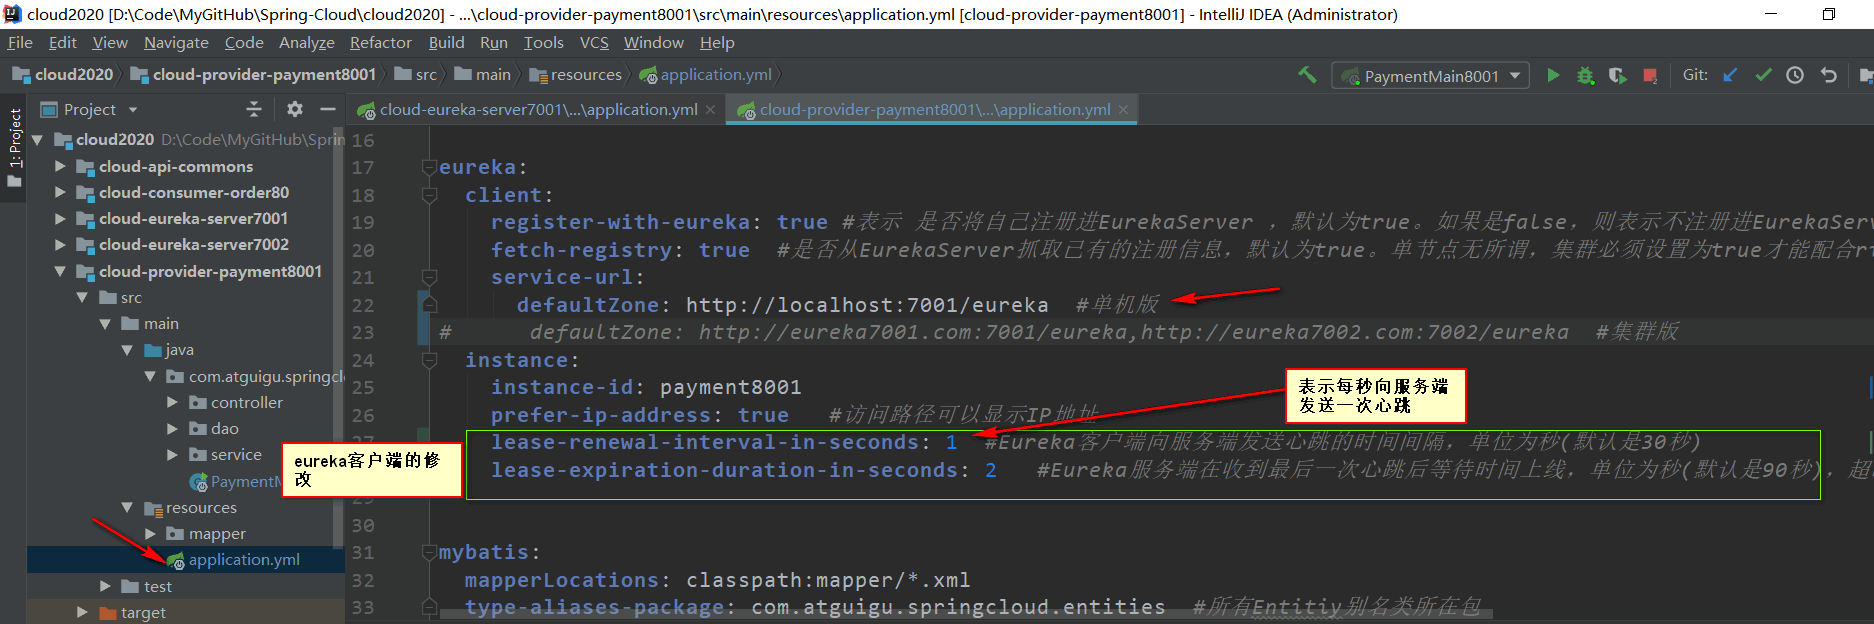 cloud2020 [D:\Code\MyGitHub\Spring-Cloud\cloud2020] - ...\cloud-provider-payment8001\src\main\resources\application.yml [cloud-provider-payment8001] - IntelliJ IDEA (Administrator)
File Edit View Navigate Code Analyze Refactor Build Run Tools VCS Window Help
cloud2020 cloud-provider-payment8001 src main resources application.yml PaymentMain8001 Git:
1: Project
Project
cloud-eureka-server7001\...\application.yml
cloud-provider-payment8001\...\application.yml
cloud2020 D:\Code\MyGitHub\Sprin
cloud-api-commons
cloud-consumer-order80
cloud-eureka-server7001
cloud-eureka-server7002
cloud-provider-payment8001
src
main
java
com.atguigu.springcl
controller
dao
service
PaymentM
resources
mapper
application.yml
test
target
16
17 eureka:
18 client:
19 register-with-eureka: true #表示 是否将自己注册进EurekaServer ，默认为true。如果是false，则表示不注册进EurekaSer
20 fetch-registry: true #是否从EurekaServer抓取已有的注册信息，默认为true。单节点无所谓，集群必须设置为true才能配合ri
21 service-url:
22 defaultZone: http://localhost:7001/eureka #单机版
23 # defaultZone: http://eureka7001.com:7001/eureka,http://eureka7002.com:7002/eureka #集群版
24 instance:
25 instance-id: payment8001
26 prefer-ip-address: true #访问路径可以显示IP地址
lease-renewal-interval-in-seconds: 1 #Eureka客户端向服务端发送心跳的时间间隔，单位为秒(默认是30秒)
lease-expiration-duration-in-seconds: 2 #Eureka服务端在收到最后一次心跳后等待时间上线，单位为秒(默认是90秒)，超
30
31 mybatis:
32 mapperLocations: classpath:mapper/*.xml
33 type-aliases-package: com.atguigu.springcloud.entities #所有Entitiy别名类所在包
表示每秒向服务端
发送一次心跳
eureka客户端的修
改